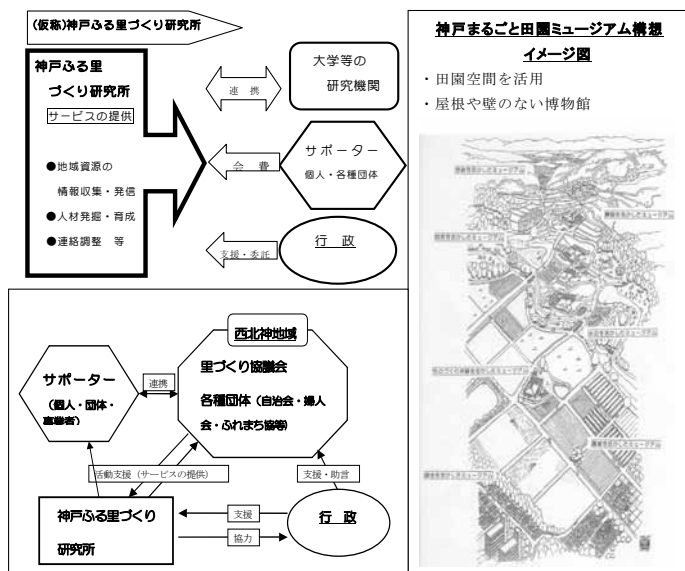 (仮称)神戸ふる里づくり研究所
神戸ふる里
づくり研究所
サービスの提供
●地域資源の
情報収集・発信
●人材発掘・育成
●連絡調整 等
連携
大学等の
研究機関
会費
サポーター
個人・各種団体
支援・委託
行政
西北神地域
里づくり協議会
各種団体(自治会・婦人
会・ふれまち協等)
サポーター
(個人・団体・
事業者)
連携
活動支援(サービスの提供)
支援・助言
神戸ふる里づくり
研究所
支援
協力
行政
神戸まるごと田園ミュージアム構想
イメージ図
・田園空間を活用
・屋根や壁のない博物館